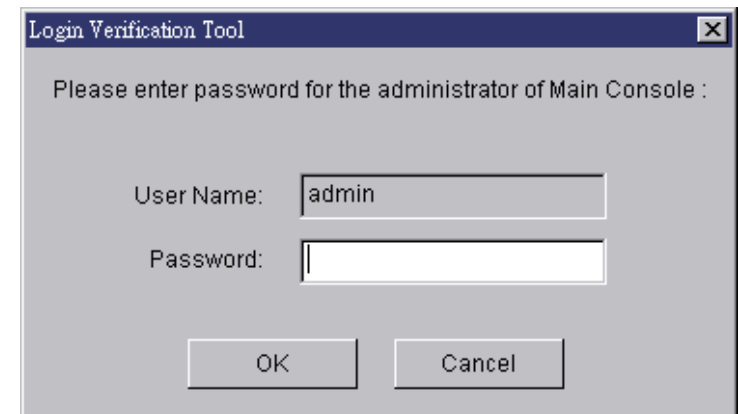 Login Verification Tool
Please enter password for the administrator of Main Console :
User Name: admin
Password:
OK Cancel